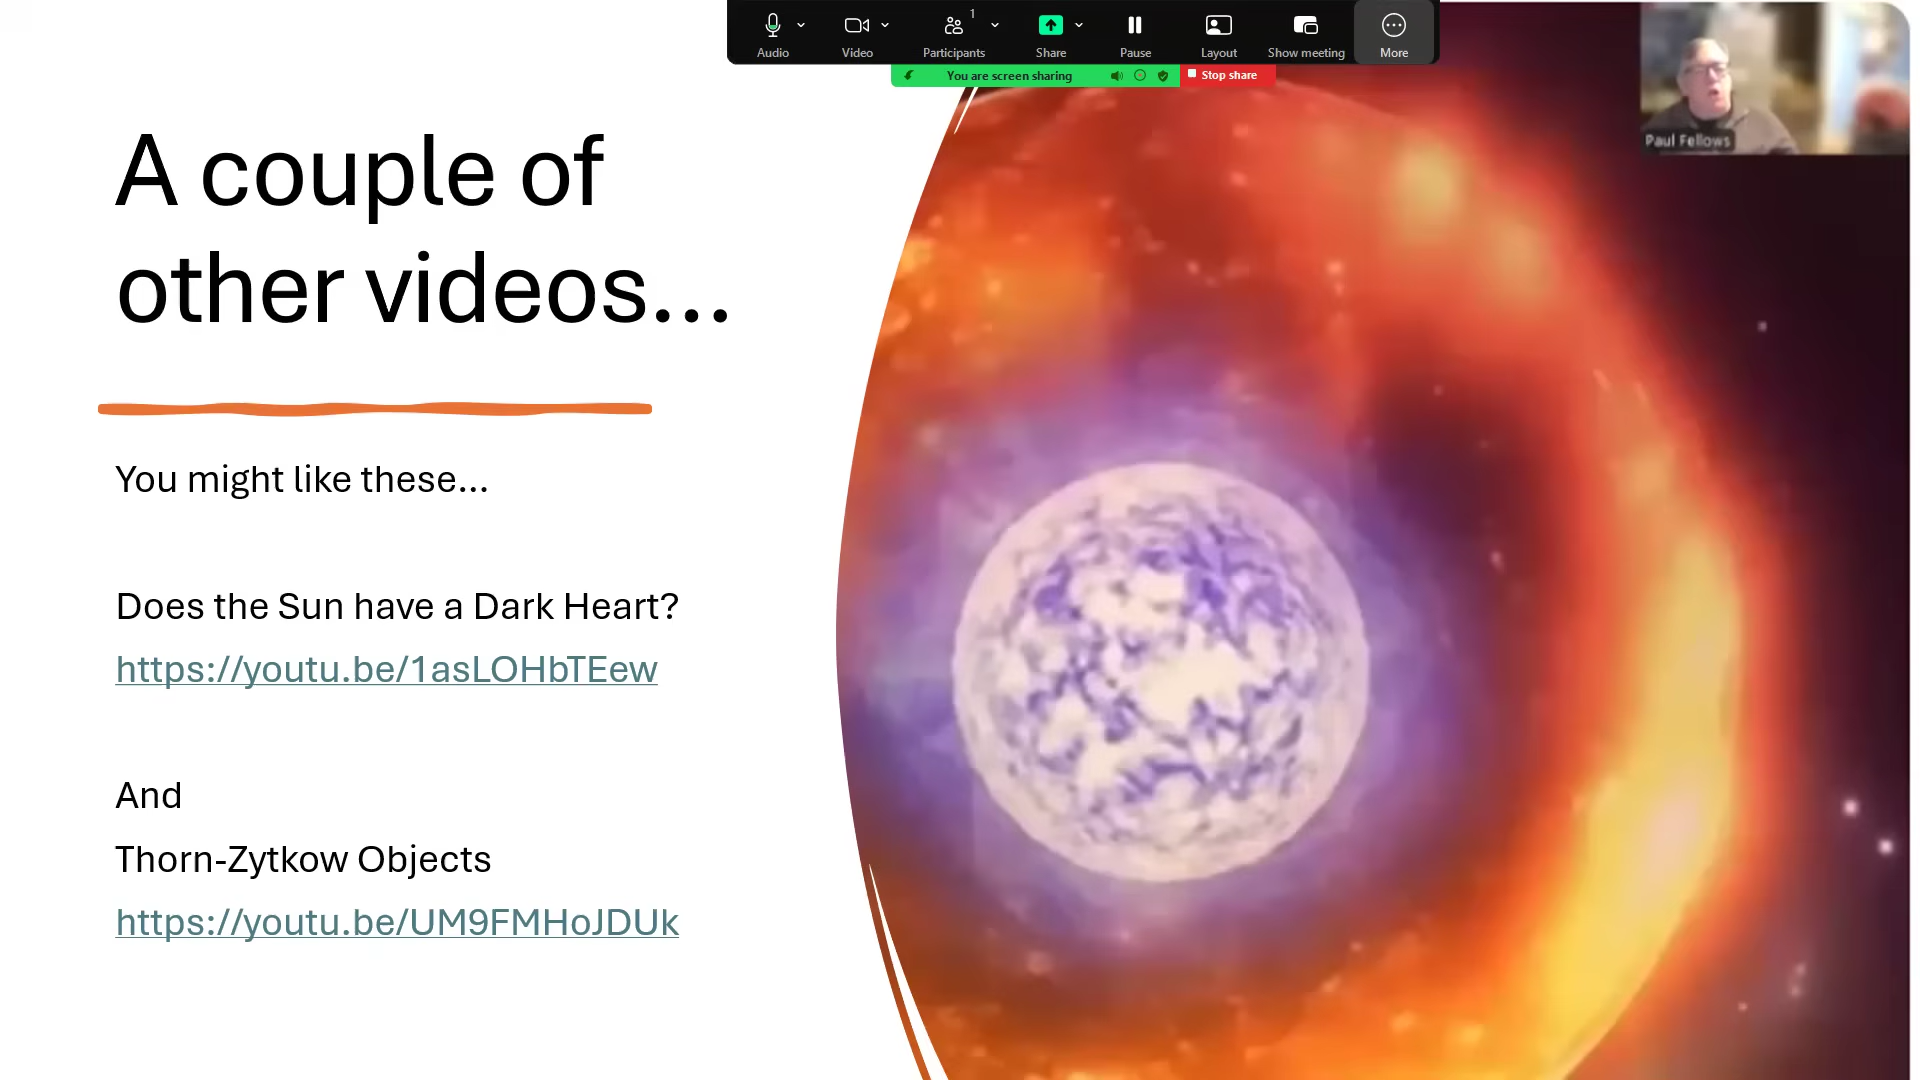 1
Audio
Video
Participants
Share
Pause
Layout
Show meeting
More
You are screen sharing
Stop share
Paul Fellows
A couple of
other videos...
You might like these...
Does the Sun have a Dark Heart?
https://youtu.be/1asLOHbTEew
And
Thorn-Zytkow Objects
https://youtu.be/UM9FMHoJDUk